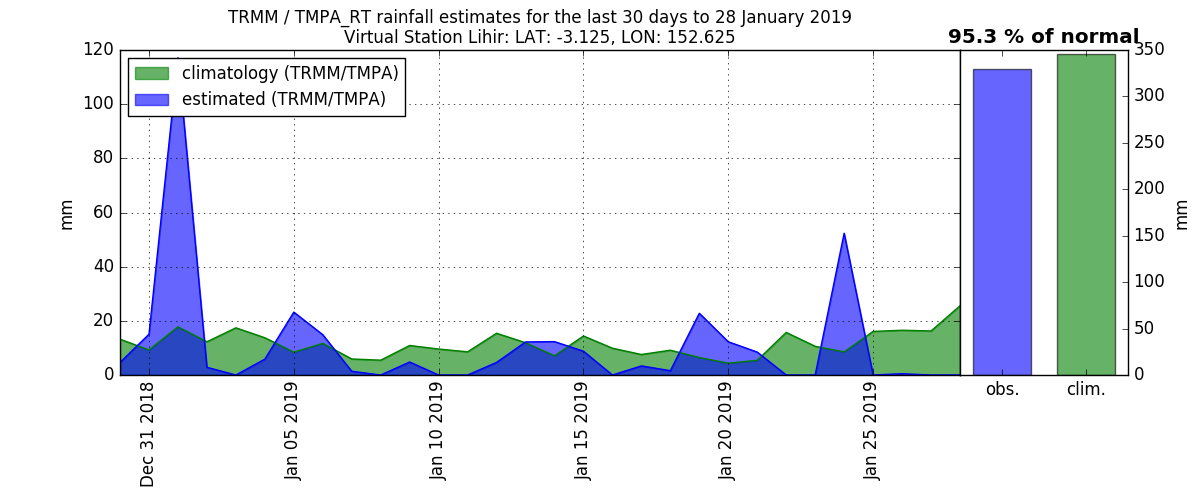 TRMM / TMPA_RT rainfall estimates for the last 30 days to 28 January 2019
Virtual Station Lihir: LAT: -3.125, LON: 152.625
95.3 % of normal
climatology (TRMM/TMPA)
estimated (TRMM/TMPA)
mm
120
100
80
60
40
20
0
Dec 31 2018
Jan 05 2019
Jan 10 2019
Jan 15 2019
Jan 20 2019
Jan 25 2019
obs.
clim.
350
300
250
200
150
100
50
0
mm